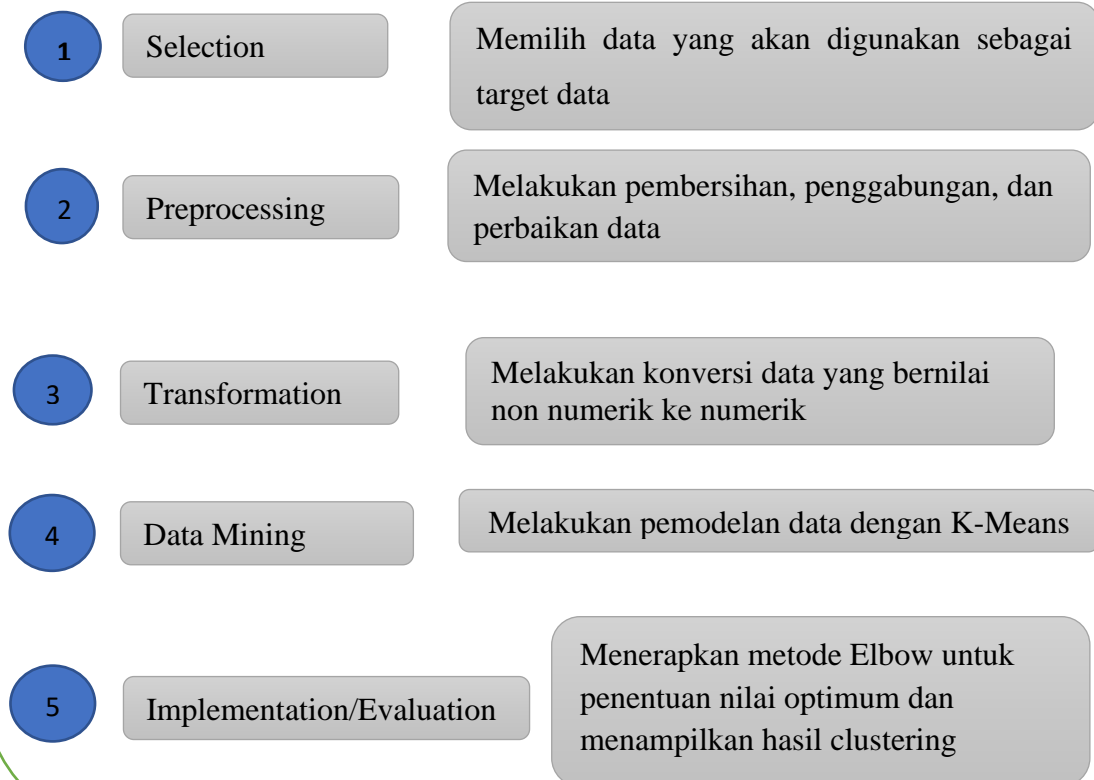 1
Selection
Memilih data yang akan digunakan sebagai
target data
2
Preprocessing
Melakukan pembersihan, penggabungan, dan
perbaikan data
3
Transformation
Melakukan konversi data yang bernilai
non numerik ke numerik
4
Data Mining
Melakukan pemodelan data dengan K-Means
5
Implementation/Evaluation
Menerapkan metode Elbow untuk
penentuan nilai optimum dan
menampilkan hasil clustering